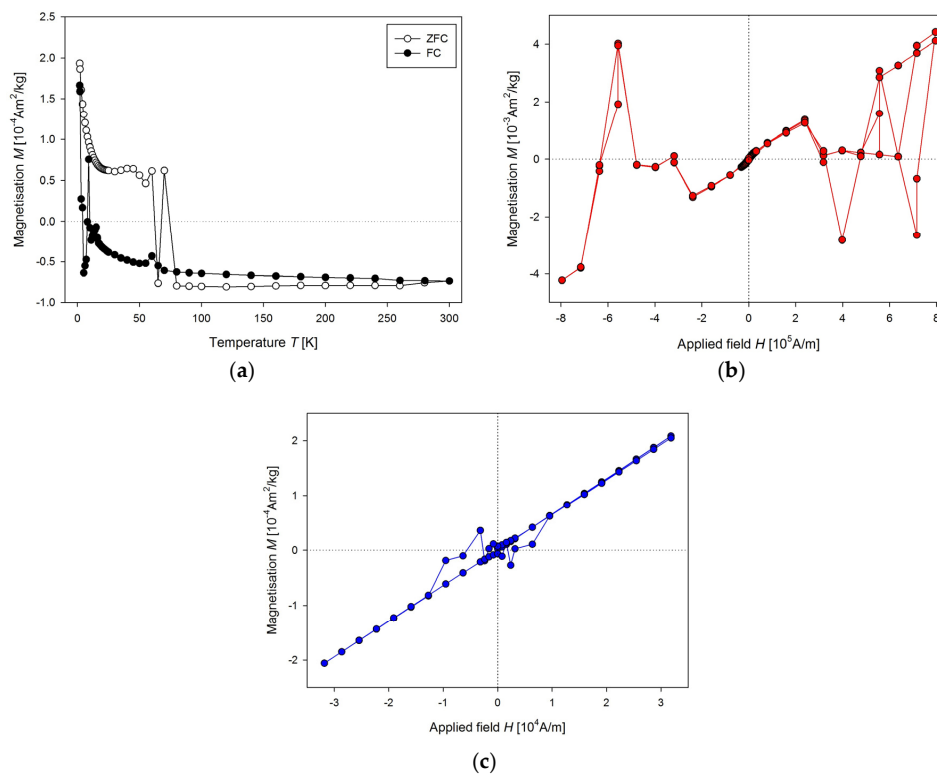 2.5
2.0
1.5
1.0
0.5
0.0
-0.5
-1.0
Magnetisation M [10⁻⁴Am²/kg]
ZFC
FC
0 50 100 150 200 250 300
Temperature T [K]
(a)
4
2
0
-2
-4
Magnetisation M [10⁻³Am²/kg]
-8 -6 -4 -2 0 2 4 6 8
Applied field H [10⁵A/m]
(b)
2
1
0
-1
-2
Magnetisation M [10⁻⁴Am²/kg]
-3 -2 -1 0 1 2 3
Applied field H [10⁴A/m]
(c)